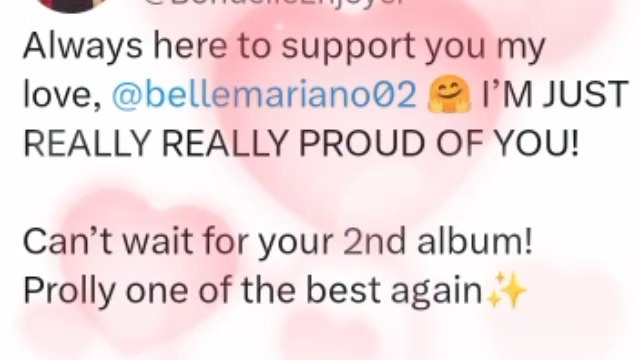 Always here to support you my
love, @bellemariano02 🤗 I’M JUST
REALLY REALLY PROUD OF YOU!
Can’t wait for your 2nd album!
Prolly one of the best again✨